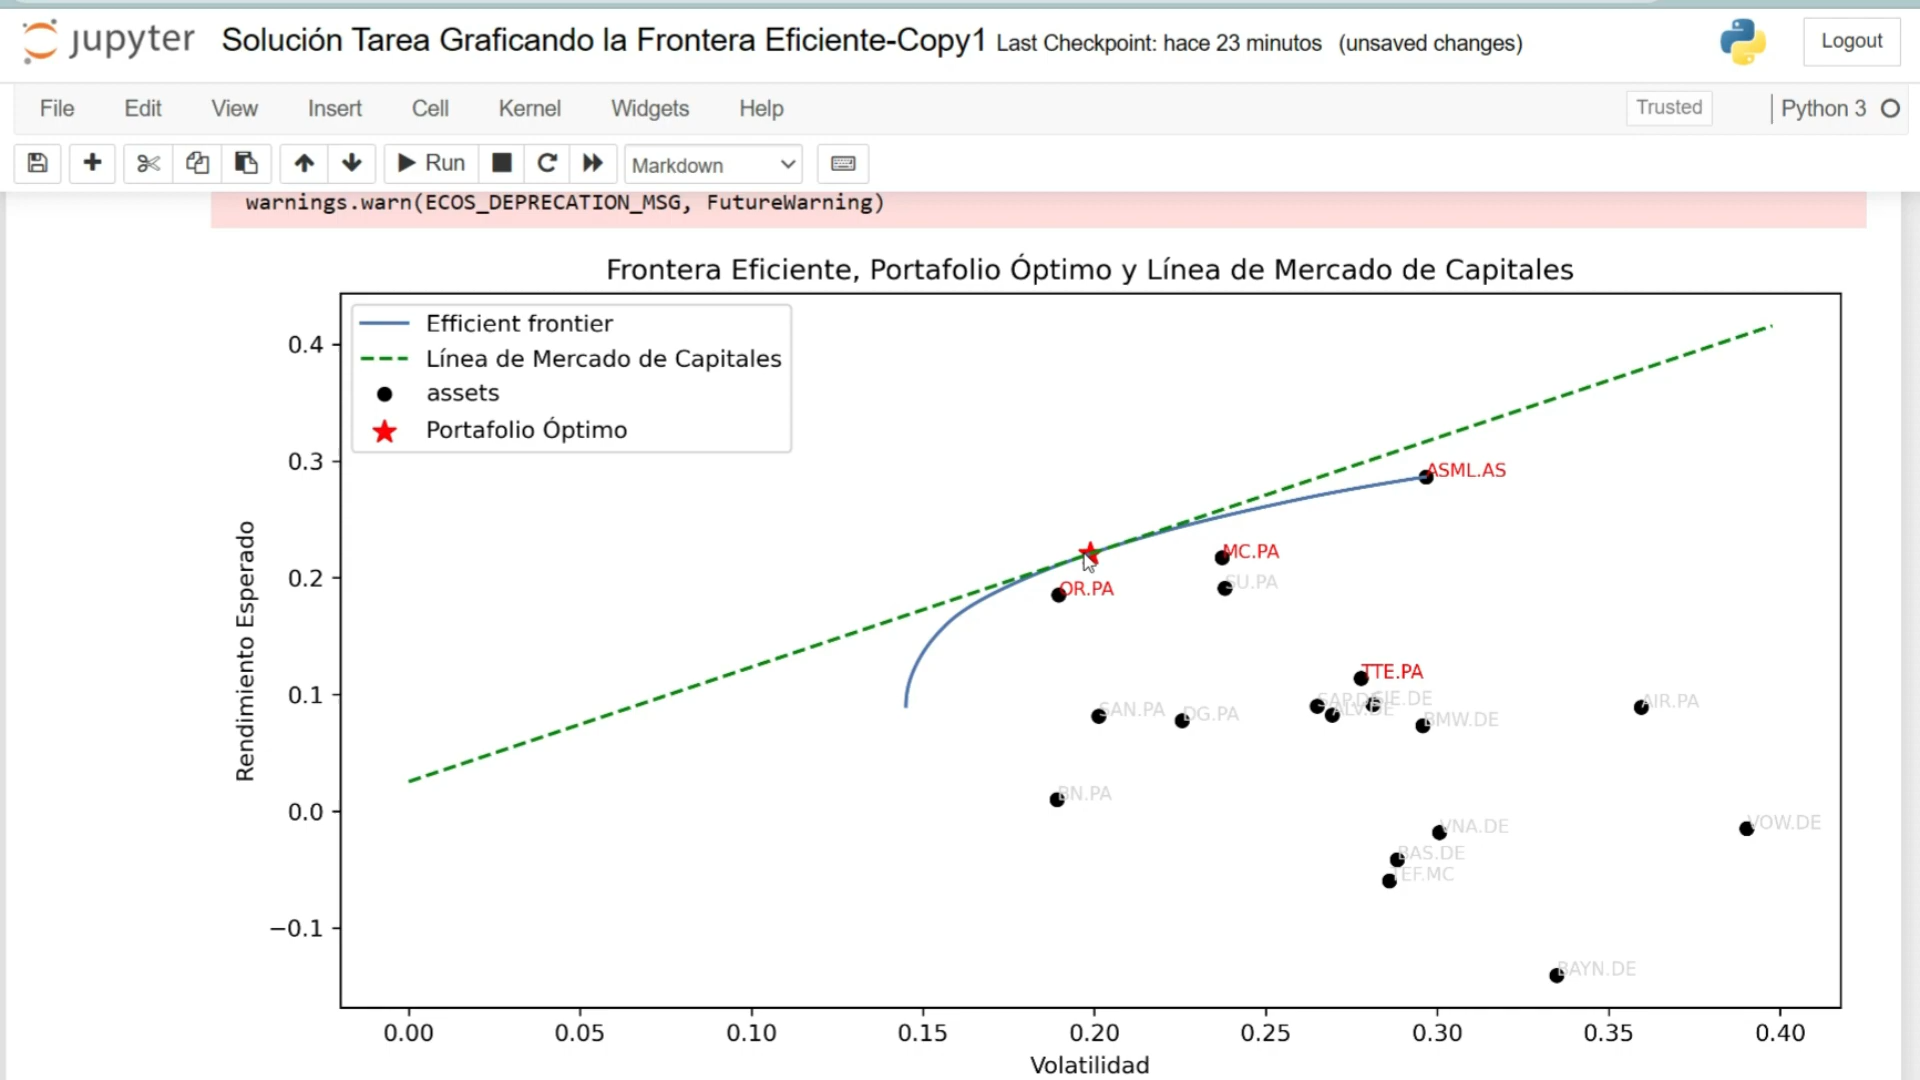 jupyter Solución Tarea Graficando la Frontera Eficiente-Copy1 Last Checkpoint: hace 23 minutos (unsaved changes) Logout
File Edit View Insert Cell Kernel Widgets Help Trusted Python 3
Run Markdown
warnings.warn(ECOS_DEPRECATION_MSG, FutureWarning)
Frontera Eficiente, Portafolio Óptimo y Línea de Mercado de Capitales
Efficient frontier
Línea de Mercado de Capitales
assets
Portafolio Óptimo
Rendimiento Esperado
0.4
0.3
0.2
0.1
0.0
−0.1
ASML.AS
MC.PA
SU.PA
OR.PA
TTE.PA
SAP.DE
SIE.DE
ALV.DE
AIR.PA
SAN.PA
DG.PA
BMW.DE
BN.PA
VOW.DE
VNA.DE
BAS.DE
TEF.MC
BAYN.DE
0.00 0.05 0.10 0.15 0.20 0.25 0.30 0.35 0.40
Volatilidad